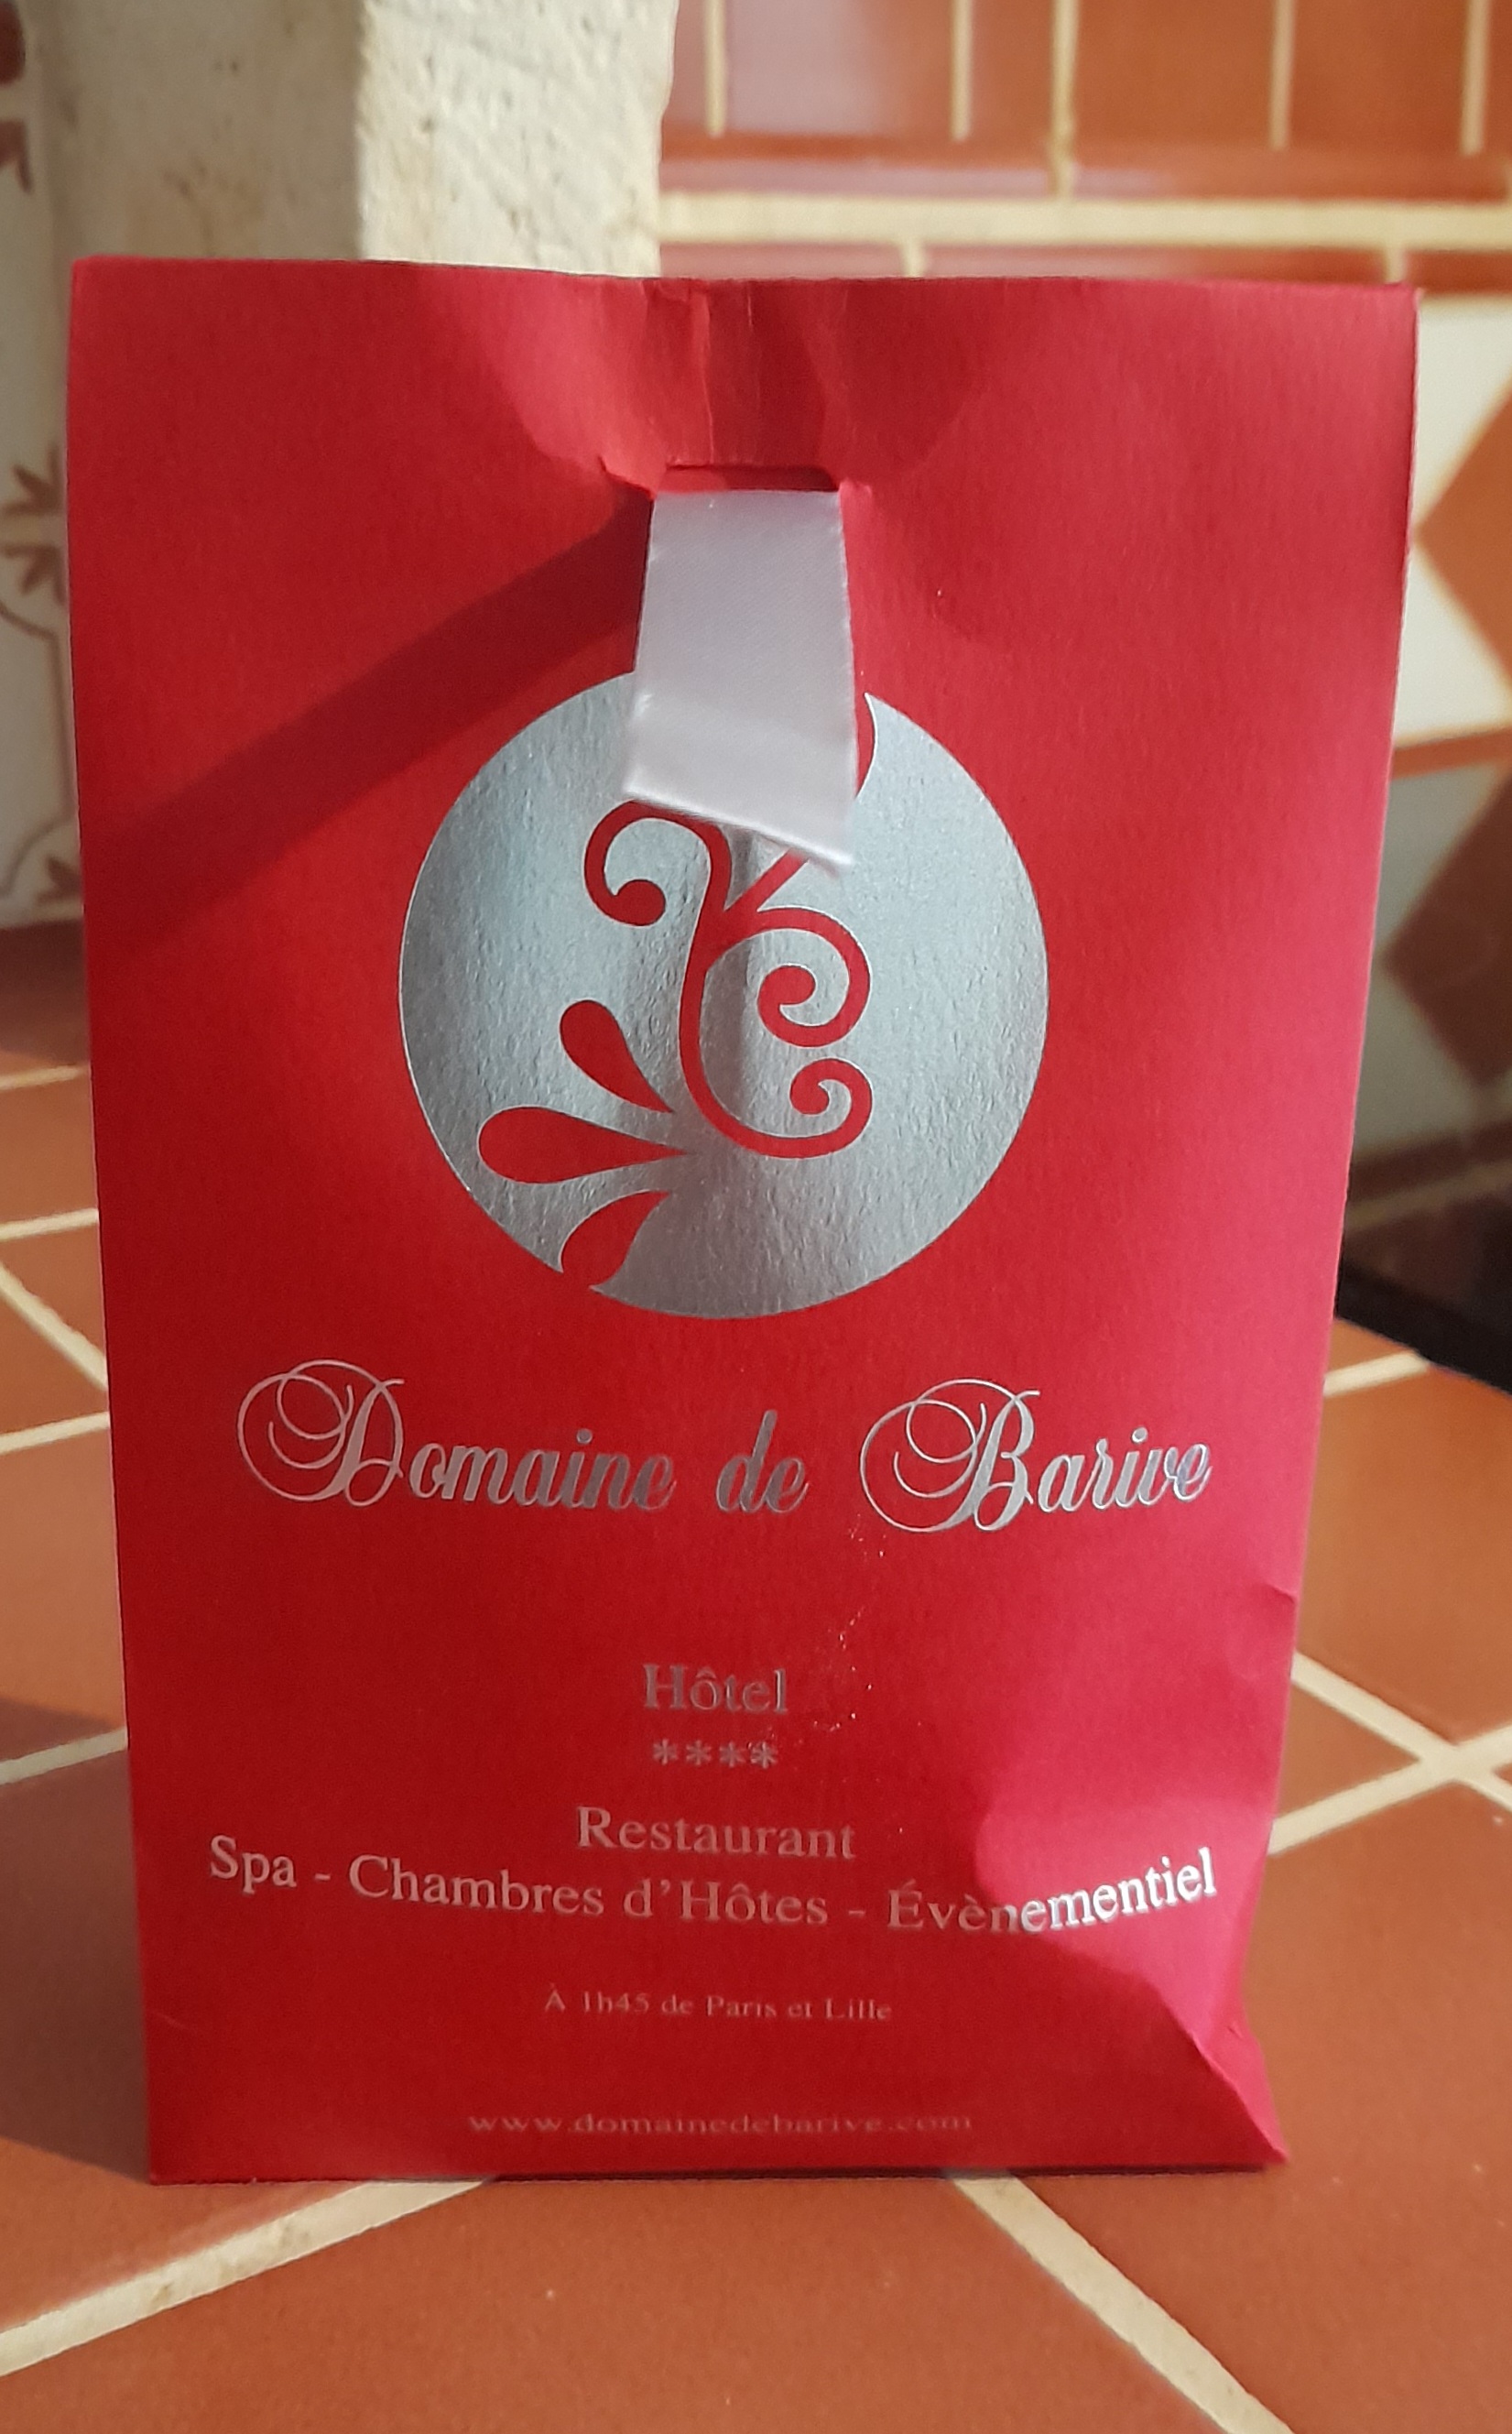 Domaine de Barive
Hôtel
****
Restaurant
Spa - Chambres d'Hôtes - Évènementiel
À 1h45 de Paris et Lille
www.domainedebarive.com